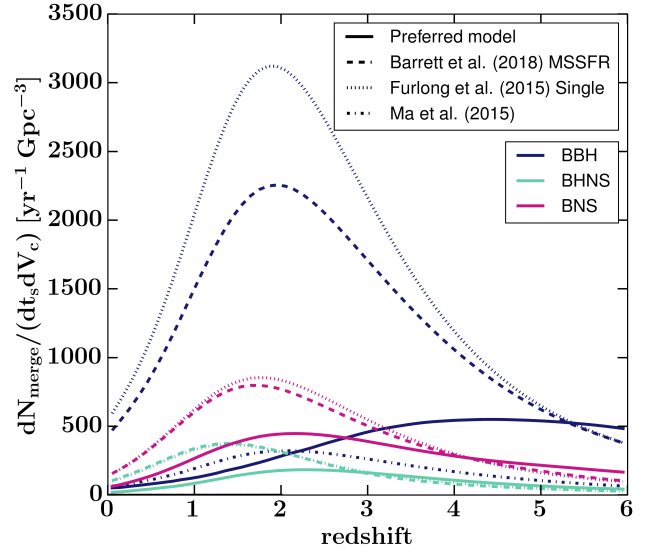 3500
3000
2500
2000
1500
1000
500
0
dN_merge/(dt_s dV_c) [yr⁻¹ Gpc⁻³]
Preferred model
Barrett et al. (2018) MSSFR
Furlong et al. (2015) Single
Ma et al. (2015)
BBH
BHNS
BNS
0 1 2 3 4 5 6
redshift